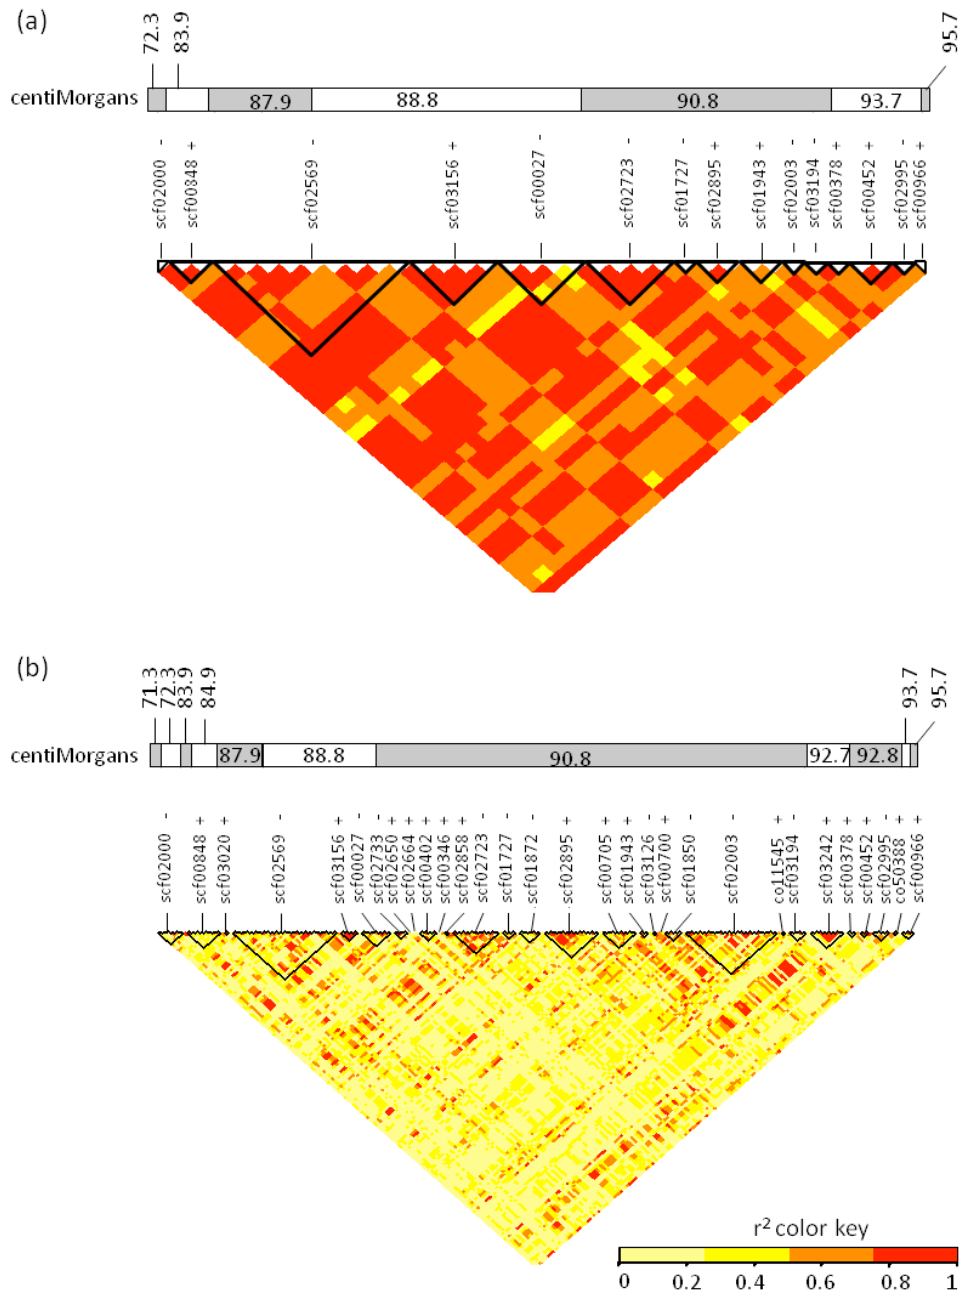 (a)
72.3
83.9
95.7
centiMorgans
87.9
88.8
90.8
93.7
scf02000 -
scf00848 +
scf02569 -
scf03156 +
scf00027 -
scf02723 -
scf01727 -
scf02895 +
scf01943 +
scf02003 -
scf03194 -
scf00378 +
scf00452 +
scf02995 -
scf00966 +
(b)
71.3
72.3
83.9
84.9
93.7
95.7
centiMorgans
87.9
88.8
90.8
92.7
92.8
scf02000 -
scf00848 +
scf03020 +
scf02569 -
scf03156 +
scf00027 -
scf02733 -
scf02650 +
scf02664 +
scf00402 +
scf00346 +
scf02858 +
scf02723 -
scf01727 -
scf01872 -
scf02895 +
scf00705 +
scf01943 +
scf03126 -
scf00700 +
scf01850 -
scf02003 -
co11545 +
scf03194 -
scf03242 +
scf00378 +
scf00452 +
scf02995 -
co50388 +
scf00966 +
r² color key
0 0.2 0.4 0.6 0.8 1